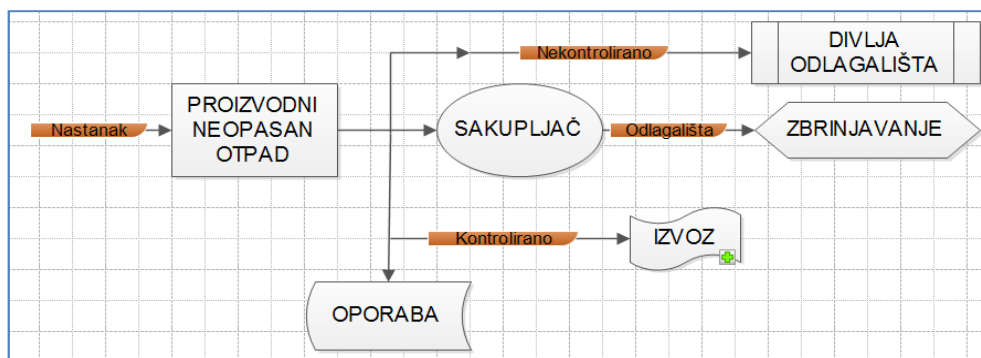 Nastanak
PROIZVODNI
NEOPASAN
OTPAD
Nekontrolirano
DIVLJA
ODLAGALIŠTA
SAKUPLJAČ
Odlagališta
ZBRINJAVANJE
Kontrolirano
IZVOZ
OPORABA